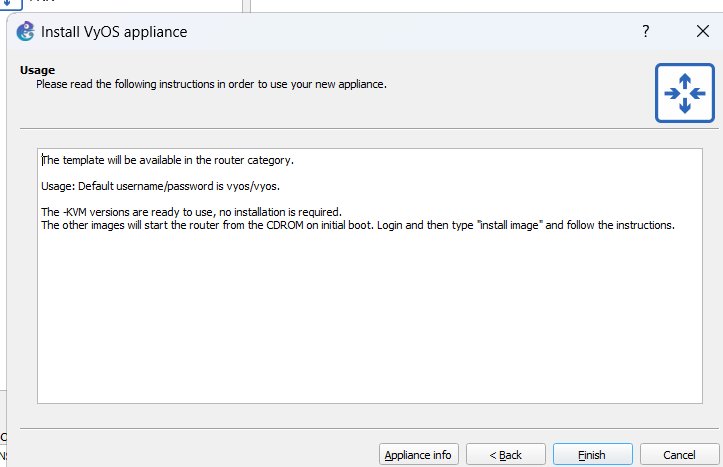 Install VyOS appliance
?
Usage
Please read the following instructions in order to use your new appliance.
The template will be available in the router category.
Usage: Default username/password is vyos/vyos.
The -KVM versions are ready to use, no installation is required.
The other images will start the router from the CDROM on initial boot. Login and then type "install image" and follow the instructions.
Appliance info
< Back
Finish
Cancel